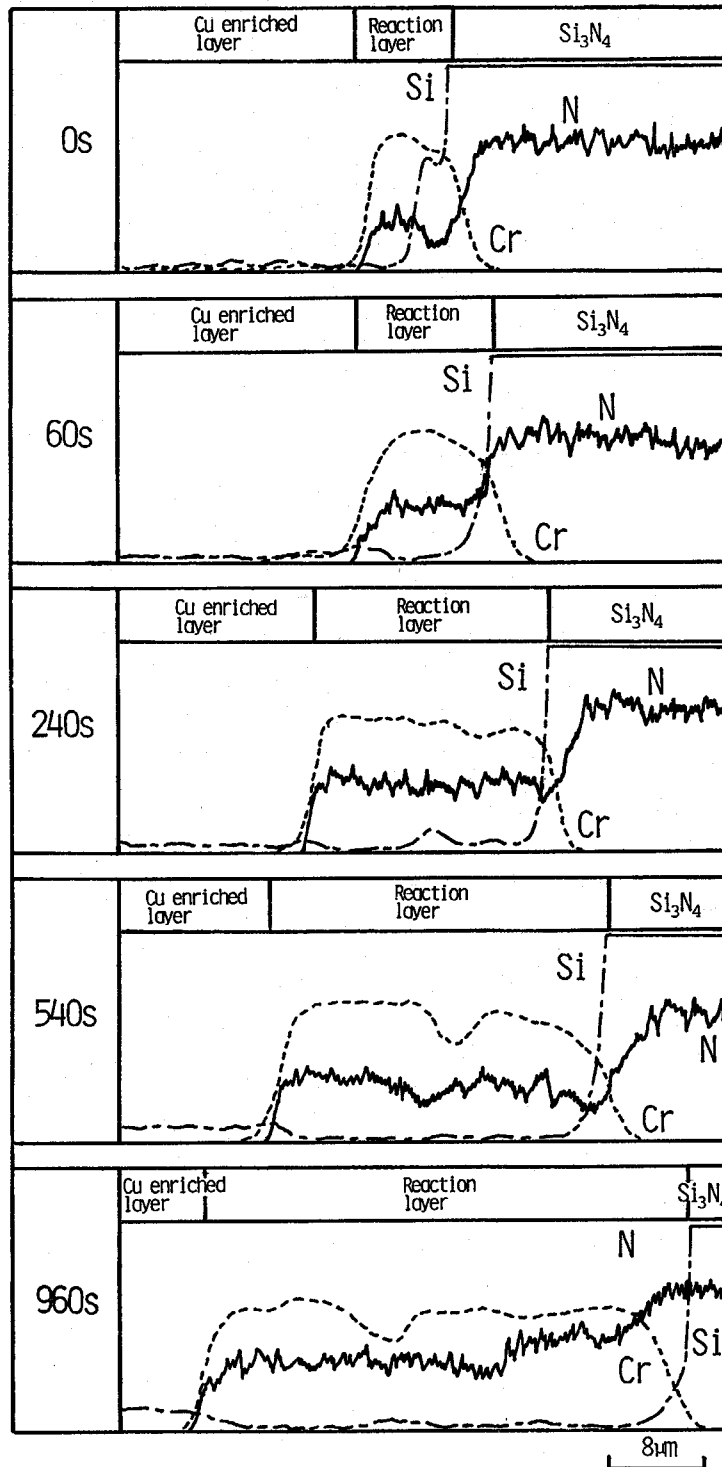 Cu enriched
layer
Reaction
layer
Si₃N₄
0s
Si
N
Cr
Cu enriched
layer
Reaction
layer
Si₃N₄
60s
Si
N
Cr
Cu enriched
layer
Reaction
layer
Si₃N₄
240s
Si
N
Cr
Cu enriched
layer
Reaction
layer
Si₃N₄
540s
Si
N
Cr
Cu enriched
layer
Reaction
layer
Si₃N₄
960s
N
Si
Cr
8μm